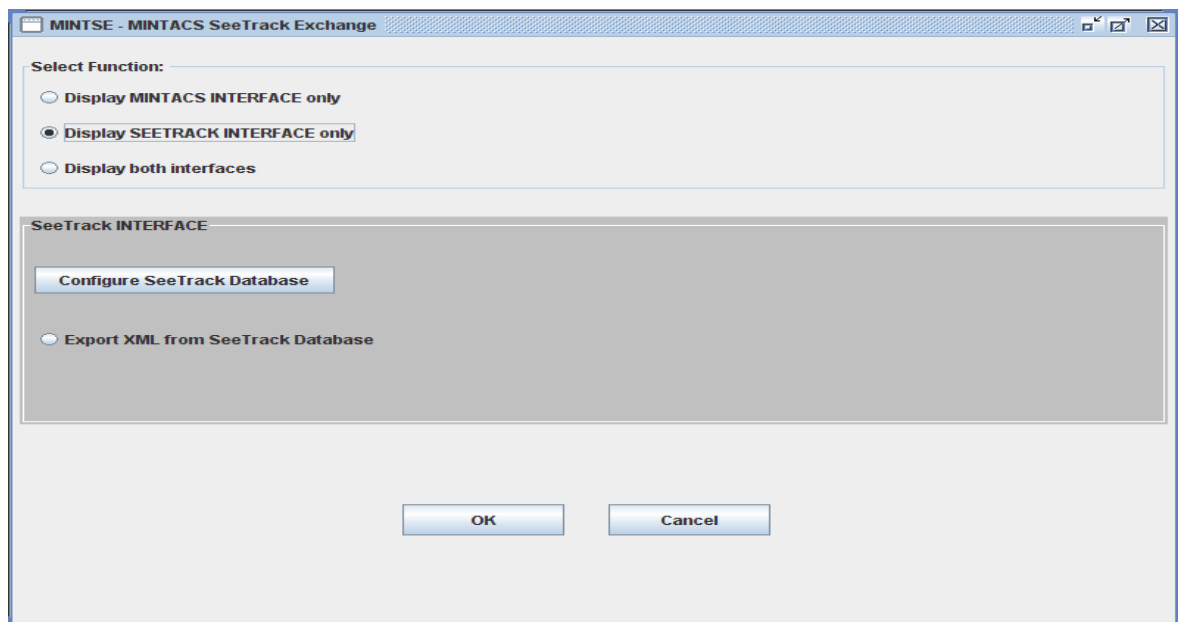 MINTSE - MINTACS SeeTrack Exchange
Select Function:
Display MINTACS INTERFACE only
Display SEETRACK INTERFACE only
Display both interfaces
SeeTrack INTERFACE
Configure SeeTrack Database
Export XML from SeeTrack Database
OK
Cancel